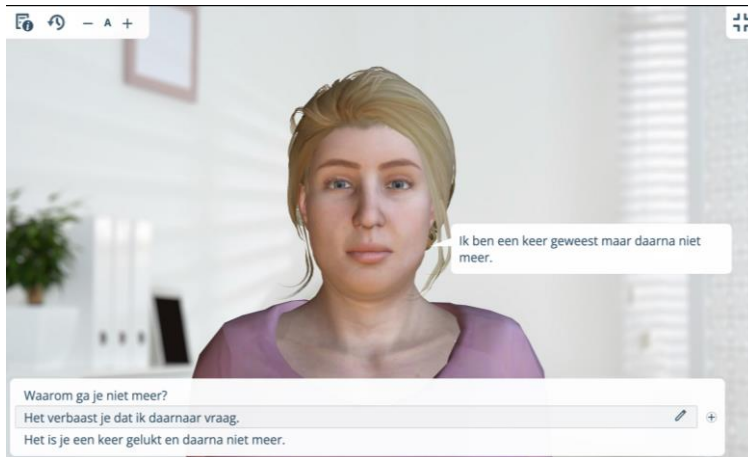 A
Ik ben een keer geweest maar daarna niet
meer.
Waarom ga je niet meer?
Het verbaast je dat ik daarnaar vraag.
Het is je een keer gelukt en daarna niet meer.